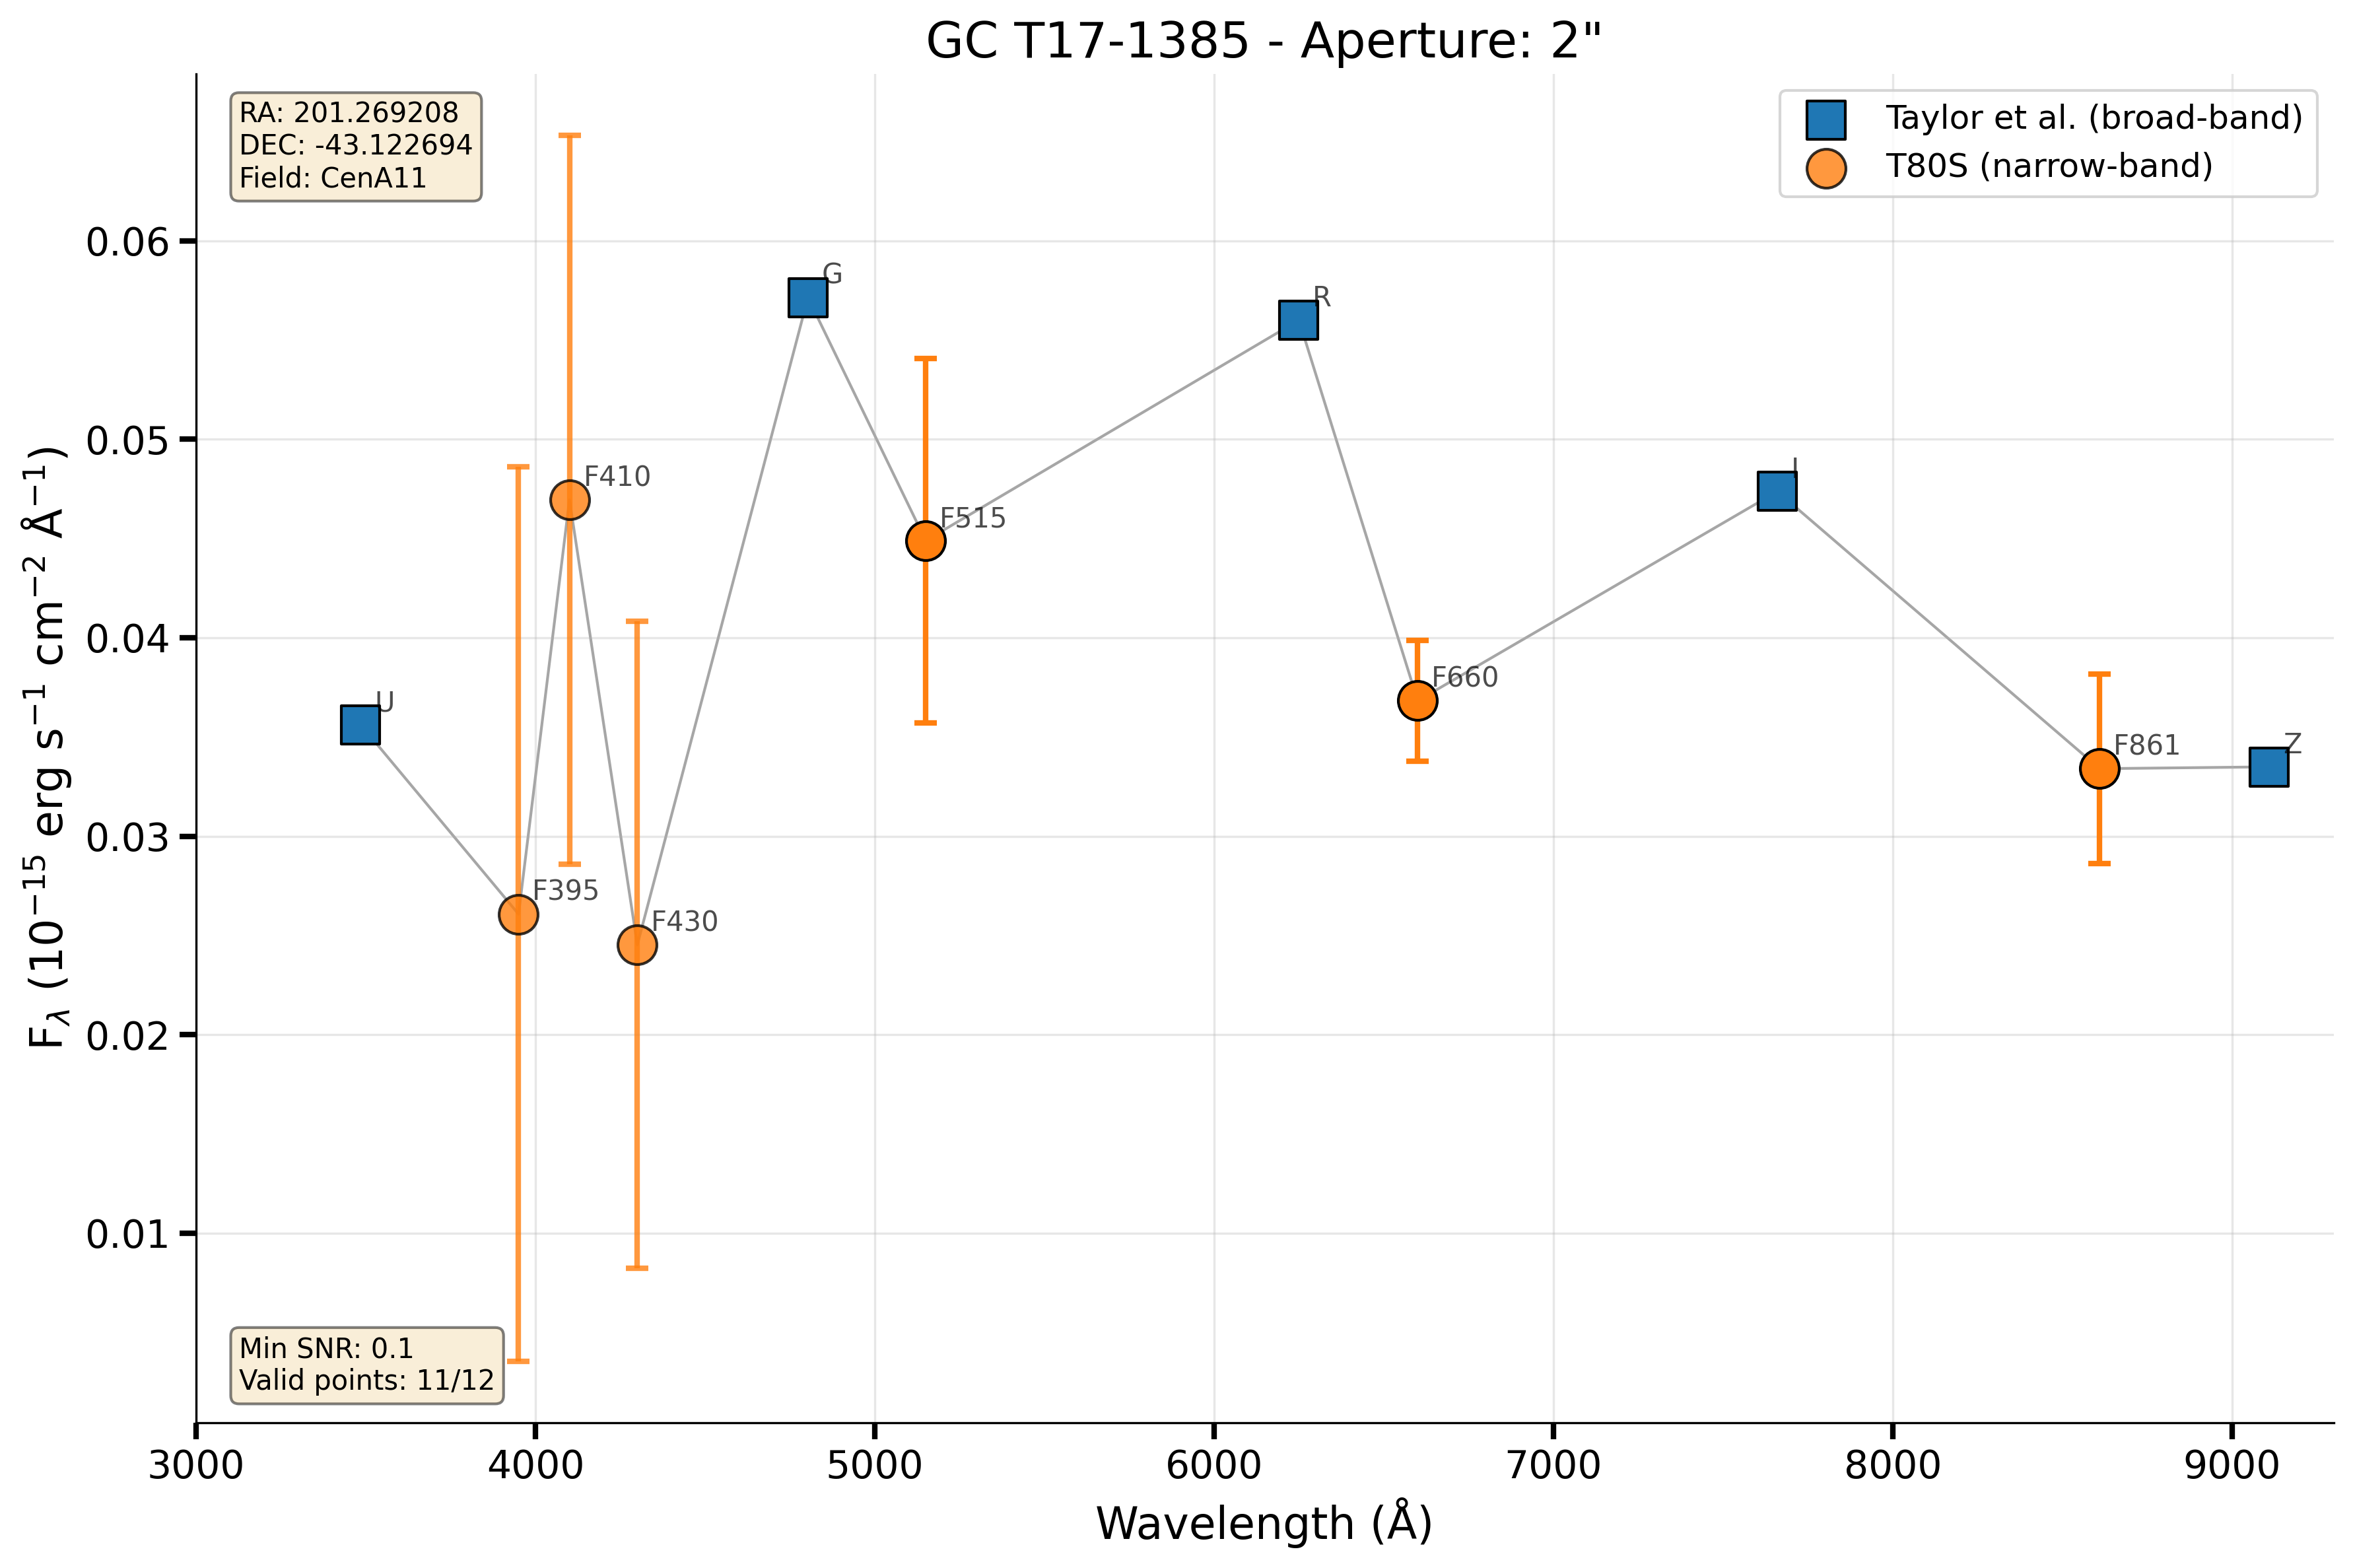 GC T17-1385 - Aperture: 2"
RA: 201.269208
DEC: -43.122694
Field: CenA11
Taylor et al. (broad-band)
T80S (narrow-band)
F_λ (10⁻¹⁵ erg s⁻¹ cm⁻² Å⁻¹)
0.06
0.05
0.04
0.03
0.02
0.01
U
F395
F410
F430
G
F515
R
F660
I
F861
Z
Min SNR: 0.1
Valid points: 11/12
3000 4000 5000 6000 7000 8000 9000
Wavelength (Å)